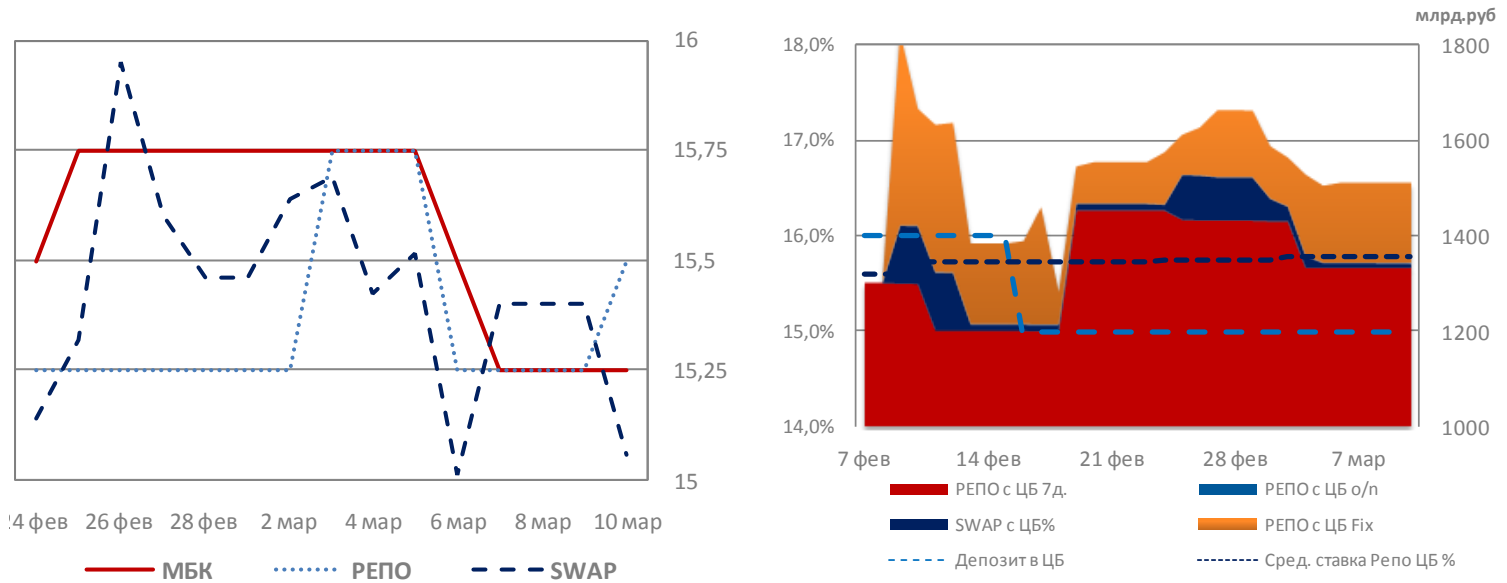 16
15,75
15,5
15,25
15
24 фев 26 фев 28 фев 2 мар 4 мар 6 мар 8 мар 10 мар
МБК РЕПО SWAP
млрд.руб
18,0% 1800
17,0% 1600
16,0% 1400
15,0% 1200
14,0% 1000
7 фев 14 фев 21 фев 28 фев 7 мар
РЕПО с ЦБ 7д. РЕПО с ЦБ o/n
SWAP с ЦБ% РЕПО с ЦБ Fix
Депозит в ЦБ Сред. ставка Репо ЦБ %